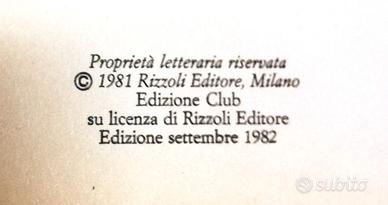 Proprietà letteraria riservata
© 1981 Rizzoli Editore, Milano
Edizione Club
su licenza di Rizzoli Editore
Edizione settembre 1982
subito